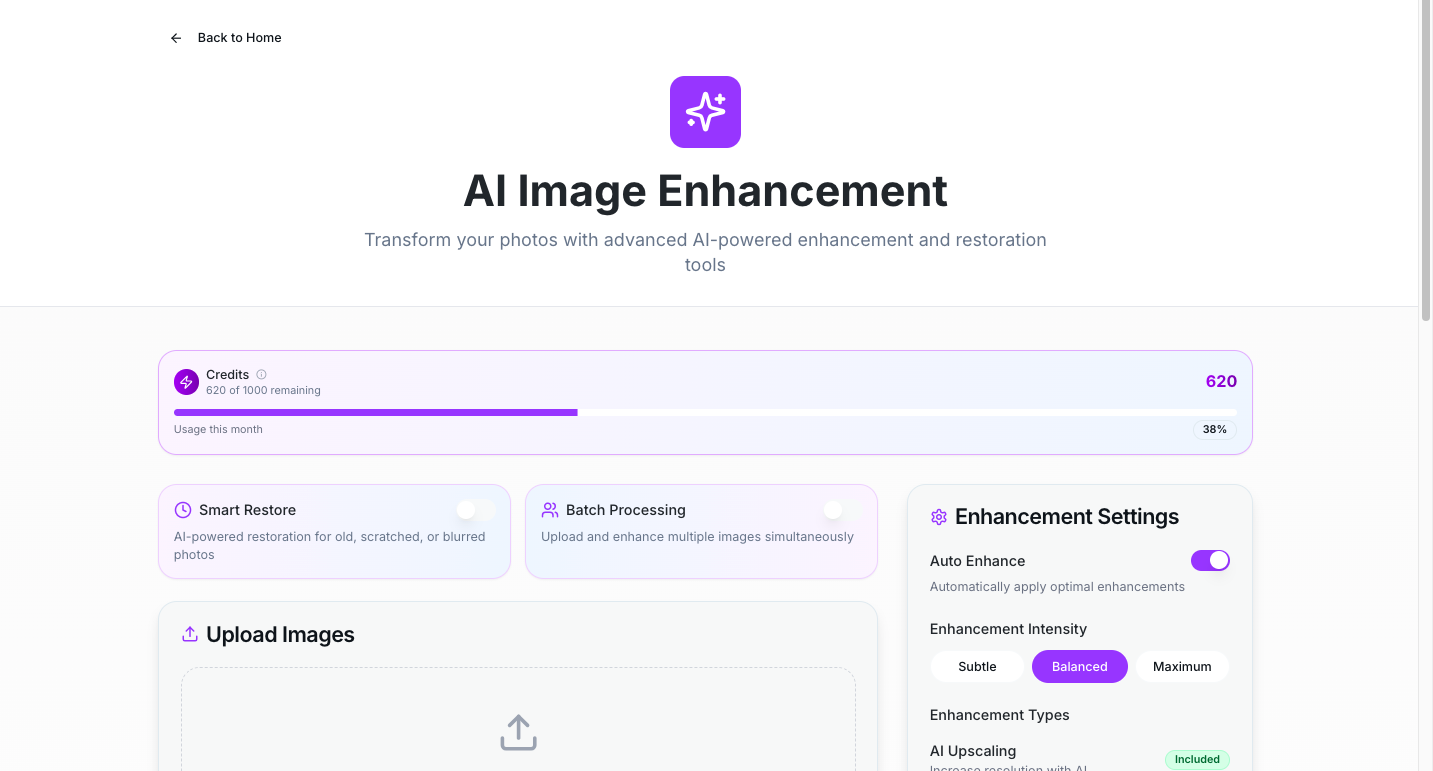 Back to Home
AI Image Enhancement
Transform your photos with advanced AI-powered enhancement and restoration
tools
Credits
620 of 1000 remaining
620
Usage this month
38%
Smart Restore
AI-powered restoration for old, scratched, or blurred
photos
Batch Processing
Upload and enhance multiple images simultaneously
Upload Images
Enhancement Settings
Auto Enhance
Automatically apply optimal enhancements
Enhancement Intensity
Subtle
Balanced
Maximum
Enhancement Types
AI Upscaling
Increase resolution with AI
Included